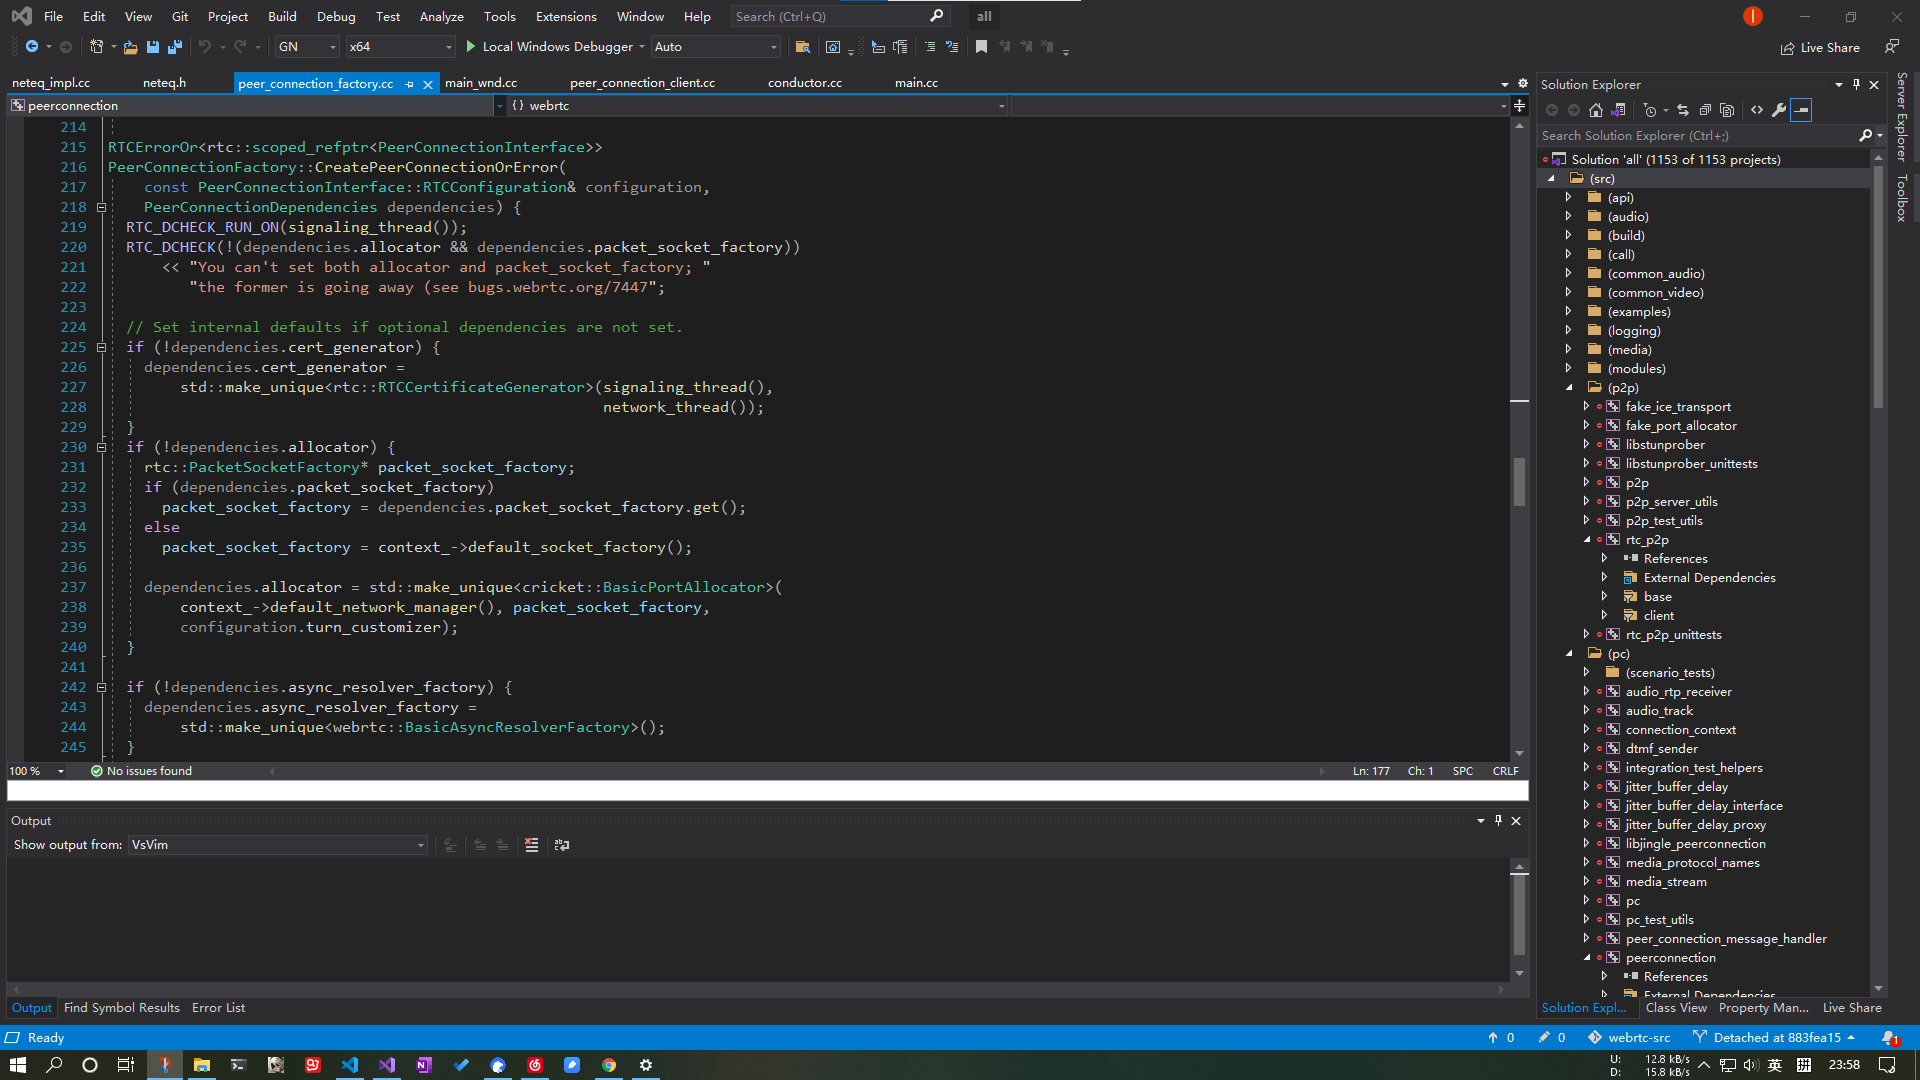 File Edit View Git Project Build Debug Test Analyze Tools Extensions Window Help Search (Ctrl+Q) all
GN x64 Local Windows Debugger Auto Live Share
neteq_impl.cc neteq.h peer_connection_factory.cc main_wnd.cc peer_connection_client.cc conductor.cc main.cc
peerconnection {} webrtc
214
215 RTCErrorOr<rtc::scoped_refptr<PeerConnectionInterface>>
216 PeerConnectionFactory::CreatePeerConnectionOrError(
217 const PeerConnectionInterface::RTCConfiguration& configuration,
218 PeerConnectionDependencies dependencies) {
219 RTC_DCHECK_RUN_ON(signaling_thread());
220 RTC_DCHECK(!(dependencies.allocator && dependencies.packet_socket_factory))
221 << "You can't set both allocator and packet_socket_factory; "
222 "the former is going away (see bugs.webrtc.org/7447";
223
224 // Set internal defaults if optional dependencies are not set.
225 if (!dependencies.cert_generator) {
226 dependencies.cert_generator =
227 std::make_unique<rtc::RTCCertificateGenerator>(signaling_thread(),
228 network_thread());
229 }
230 if (!dependencies.allocator) {
231 rtc::PacketSocketFactory* packet_socket_factory;
232 if (dependencies.packet_socket_factory)
233 packet_socket_factory = dependencies.packet_socket_factory.get();
234 else
235 packet_socket_factory = context_->default_socket_factory();
236
237 dependencies.allocator = std::make_unique<cricket::BasicPortAllocator>(
238 context_->default_network_manager(), packet_socket_factory,
239 configuration.turn_customizer);
240 }
241
242 if (!dependencies.async_resolver_factory) {
243 dependencies.async_resolver_factory =
244 std::make_unique<webrtc::BasicAsyncResolverFactory>();
245 }
100 % No issues found Ln: 177 Ch: 1 SPC CRLF
Output
Show output from: VsVim
Output Find Symbol Results Error List
Solution Explorer
Search Solution Explorer (Ctrl+;)
Solution 'all' (1153 of 1153 projects)
(src)
(api)
(audio)
(build)
(call)
(common_audio)
(common_video)
(examples)
(logging)
(media)
(modules)
(p2p)
fake_ice_transport
fake_port_allocator
libstunprober
libstunprober_unittests
p2p
p2p_server_utils
p2p_test_utils
rtc_p2p
References
External Dependencies
base
client
rtc_p2p_unittests
(pc)
(scenario_tests)
audio_rtp_receiver
audio_track
connection_context
dtmf_sender
integration_test_helpers
jitter_buffer_delay
jitter_buffer_delay_interface
jitter_buffer_delay_proxy
libjingle_peerconnection
media_protocol_names
media_stream
pc
pc_test_utils
peer_connection_message_handler
peerconnection
References
External Dependencies
Solution Expl... Class View Property Man... Live Share
Server Explorer
Toolbox
Ready 0 0 webrtc-src Detached at 883fea15 1
U: 12.8 kB/s
D: 15.8 kB/s
英 23:58